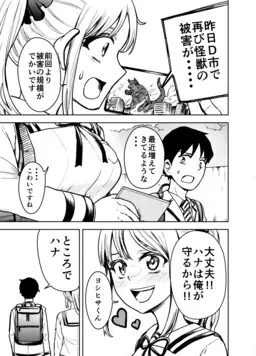 昨日D市で
再び怪獣の
被害が・・・・
前回より
被害の規模が
でかいです
最近増えて
きてるような
・・・・
・・・・
こわいですね
大丈夫!!
ハナは俺が
守るから!!
ヨシヒサくん
ところで
ハナ